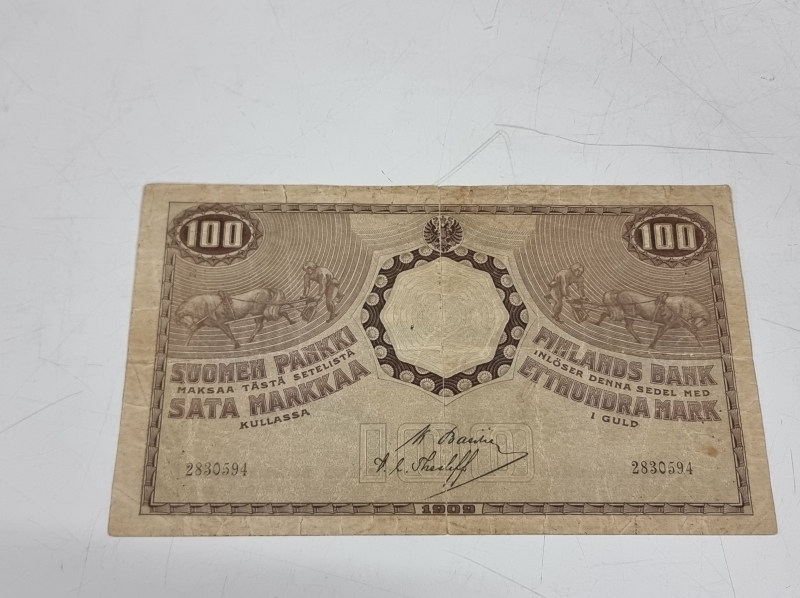 100 100
SUOMEN PANKKI
MAKSAA TÄSTÄ SETELISTÄ
SATA MARKKAA
KULLASSA
FINLANDS BANK
INLÖSER DENNA SEDEL MED
ETTHUNDRA MARK
I GULD
100
2830594 2830594
1909